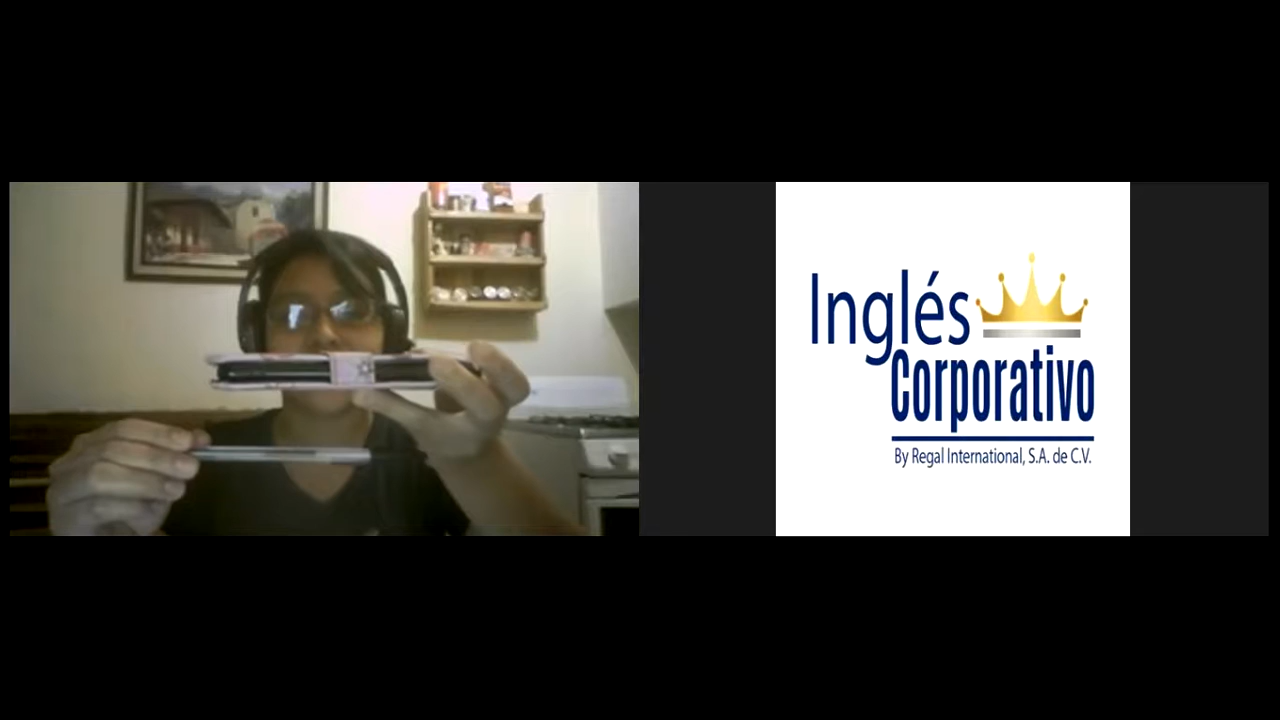 Inglés
Corporativo
By Regal International, S.A. de C.V.